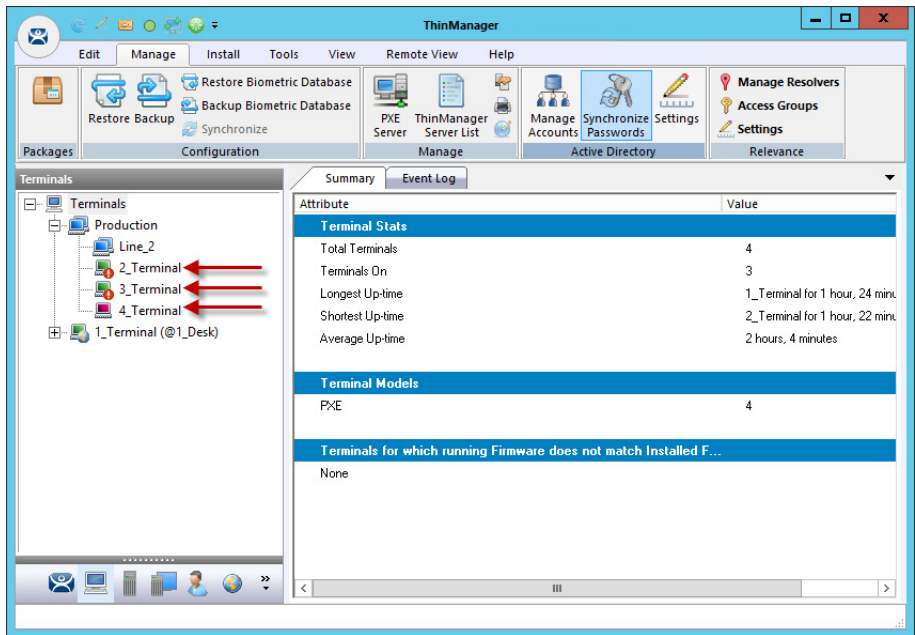 ThinManager
Edit Manage Install Tools View Remote View Help
Restore Backup
Restore Biometric Database
Backup Biometric Database
Synchronize
PXE Server
ThinManager Server List
Manage Accounts
Synchronize Passwords
Settings
Manage Resolvers
Access Groups
Settings
Packages Configuration Manage Active Directory Relevance
Terminals
Terminals
Production
Line_2
2_Terminal
3_Terminal
4_Terminal
1_Terminal (@1_Desk)
Summary Event Log
Attribute Value
Terminal Stats
Total Terminals 4
Terminals On 3
Longest Up-time 1_Terminal for 1 hour, 24 minu
Shortest Up-time 2_Terminal for 1 hour, 22 minu
Average Up-time 2 hours, 4 minutes
Terminal Models
PXE 4
Terminals for which running Firmware does not match Installed F...
None